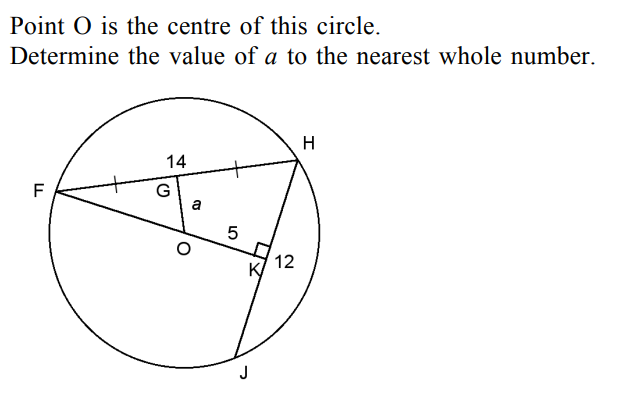 Point O is the centre of this circle.
Determine the value of a to the nearest whole number.
H
14
F
G
a
5
O
K
12
J